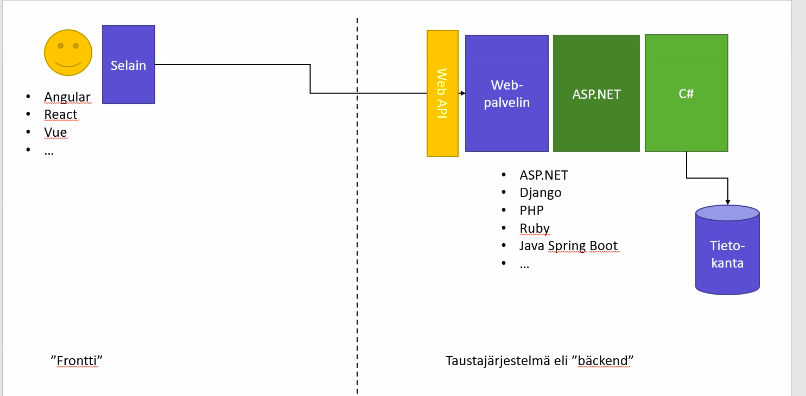 Selain
• Angular
• React
• Vue
• ...
Web API
Web-
palvelin
ASP.NET
C#
• ASP.NET
• Django
• PHP
• Ruby
• Java Spring Boot
• ...
Tieto-
kanta
”Frontti”
Taustajärjestelmä eli ”bäckend”